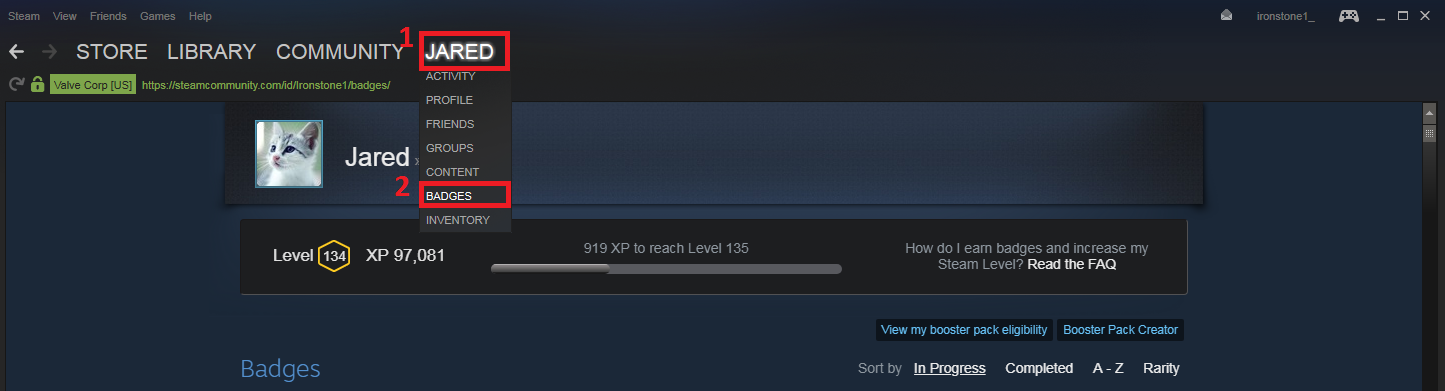 Steam View Friends Games Help ironstone1_
STORE LIBRARY COMMUNITY 1 JARED
Valve Corp [US] https://steamcommunity.com/id/Ironstone1/badges/
ACTIVITY
PROFILE
FRIENDS
GROUPS
CONTENT
2 BADGES
INVENTORY
Jared
Level 134 XP 97,081
919 XP to reach Level 135
How do I earn badges and increase my
Steam Level? Read the FAQ
View my booster pack eligibility Booster Pack Creator
Badges Sort by In Progress Completed A - Z Rarity